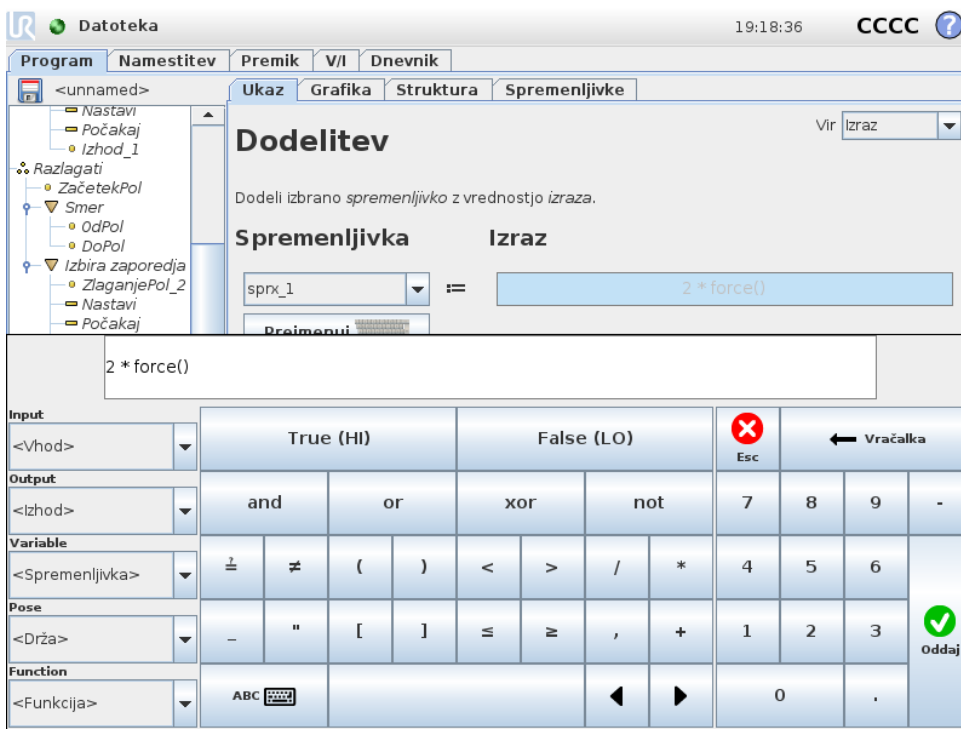 UR Datoteka 19:18:36 CCCC ?
Program Namestitev Premik V/I Dnevnik
<unnamed> Ukaz Grafika Struktura Spremenljivke
Nastavi
Počakaj
Izhod_1
Razlagati
ZačetekPol
Smer
OdPol
DoPol
Izbira zaporedja
ZlaganjePol_2
Nastavi
Počakaj
Dodelitev Vir Izraz
Dodeli izbrano spremenljivko z vrednostjo izraza.
Spremenljivka Izraz
sprx_1 := 2 * force()
Preimenuj
2 * force()
Input
<Vhod> True (HI) False (LO) Esc Vračalka
Output
<Izhod> and or xor not 7 8 9 -
Variable
<Spremenljivka> ≟ ≠ ( ) < > / * 4 5 6
Pose
<Drža> _ " [ ] ≤ ≥ , + 1 2 3 Oddaj
Function
<Funkcija> ABC 0 .